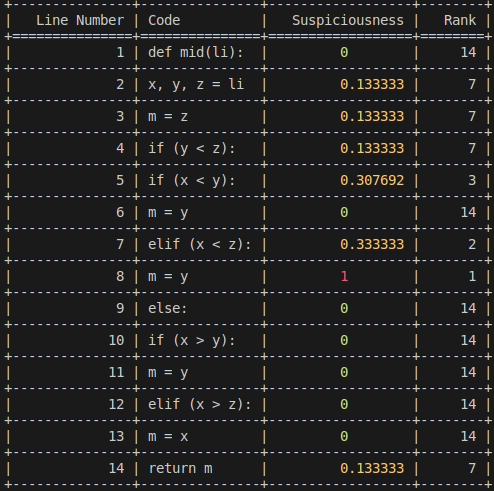 Line Number | Code | Suspiciousness | Rank
1 | def mid(li): | 0 | 14
2 | x, y, z = li | 0.133333 | 7
3 | m = z | 0.133333 | 7
4 | if (y < z): | 0.133333 | 7
5 | if (x < y): | 0.307692 | 3
6 | m = y | 0 | 14
7 | elif (x < z): | 0.333333 | 2
8 | m = y | 1 | 1
9 | else: | 0 | 14
10 | if (x > y): | 0 | 14
11 | m = y | 0 | 14
12 | elif (x > z): | 0 | 14
13 | m = x | 0 | 14
14 | return m | 0.133333 | 7